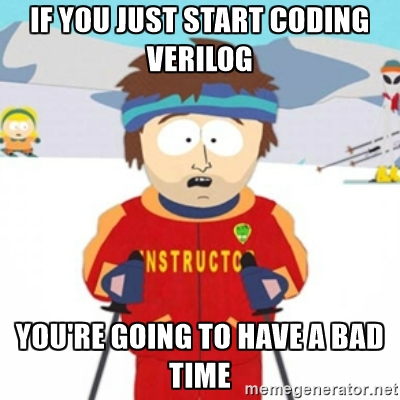 IF YOU JUST START CODING
VERILOG
INSTRUCTO
YOU'RE GOING TO HAVE A BAD
TIME
memegenerator.net